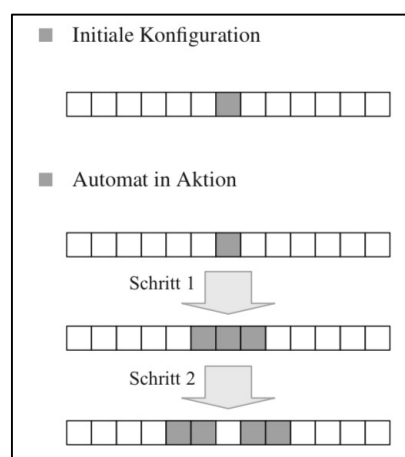 Initiale Konfiguration
Automat in Aktion
Schritt 1
Schritt 2